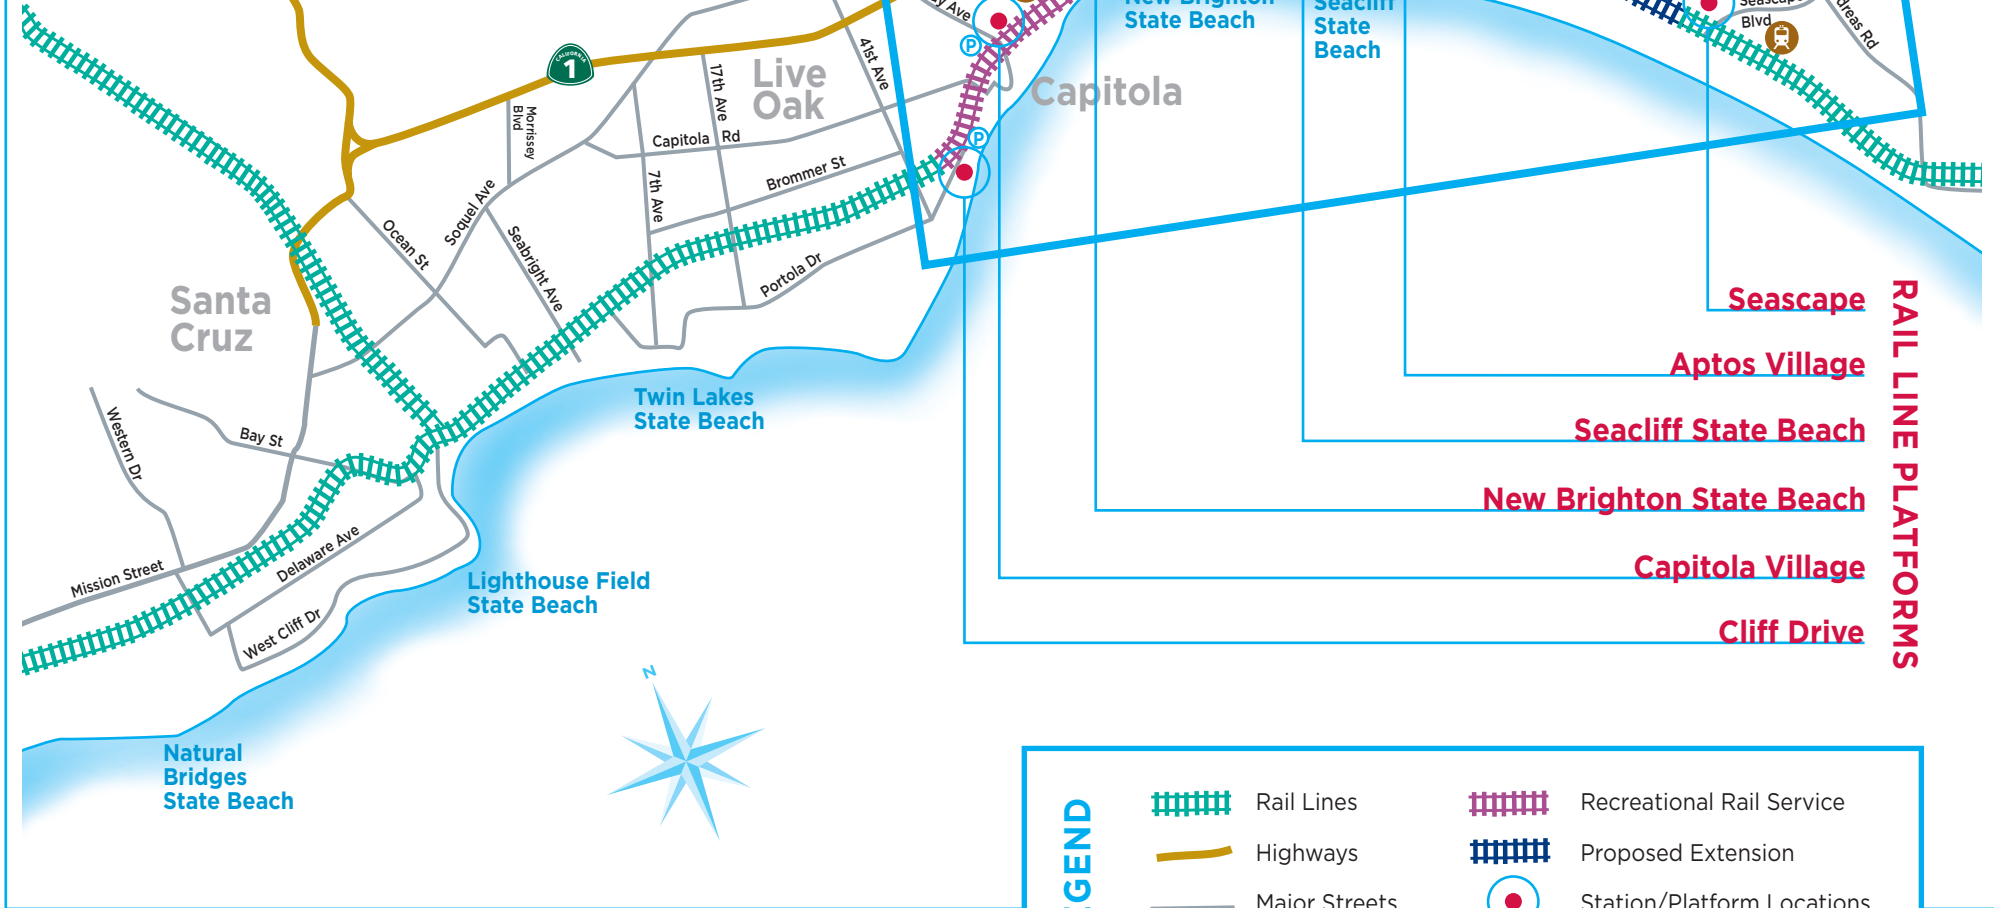 New Brighton
State Beach
Seacliff
State
Beach
Ave
Blvd
Rd
P
41st Ave
CALIFORNIA
1
17th Ave
Live
Oak
Capitola
Morrissey
Blvd
Capitola Rd
P
Brommer St
7th Ave
Soquel Ave
Ocean St
Seabright Ave
Portola Dr
Santa
Cruz
Seascape
Aptos Village
Seacliff State Beach
New Brighton State Beach
Capitola Village
Cliff Drive
RAIL LINE PLATFORMS
Twin Lakes
State Beach
Western Dr
Bay St
Mission Street
Delaware Ave
West Cliff Dr
Lighthouse Field
State Beach
N
Natural
Bridges
State Beach
Rail Lines
Recreational Rail Service
Highways
Proposed Extension
Major Streets
Station/Platform Locations